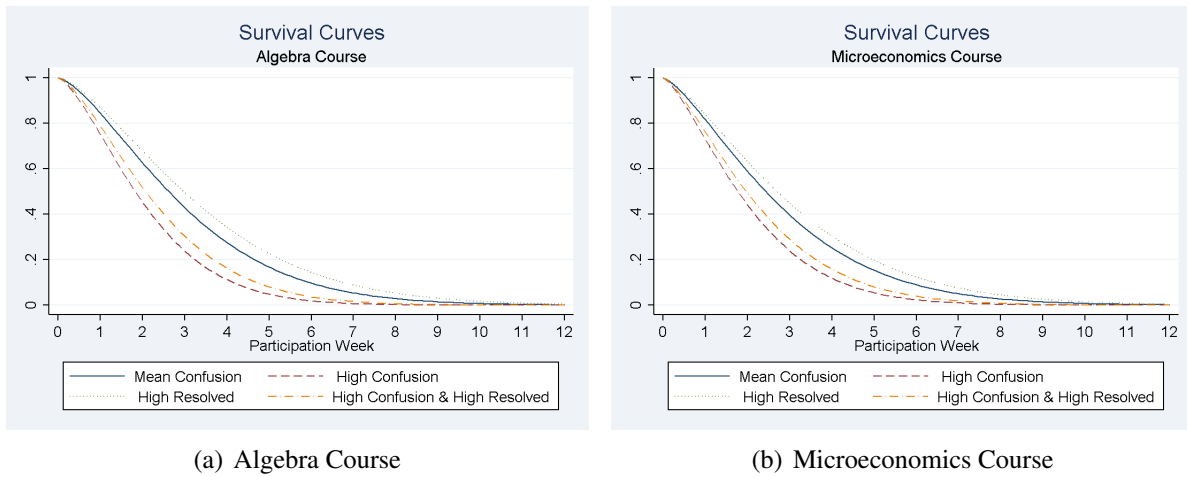 Survival Curves
Algebra Course
1
.8
.6
.4
.2
0
0 1 2 3 4 5 6 7 8 9 10 11 12
Participation Week
Mean Confusion High Confusion
High Resolved High Confusion & High Resolved
(a) Algebra Course
Survival Curves
Microeconomics Course
1
.8
.6
.4
.2
0
0 1 2 3 4 5 6 7 8 9 10 11 12
Participation Week
Mean Confusion High Confusion
High Resolved High Confusion & High Resolved
(b) Microeconomics Course